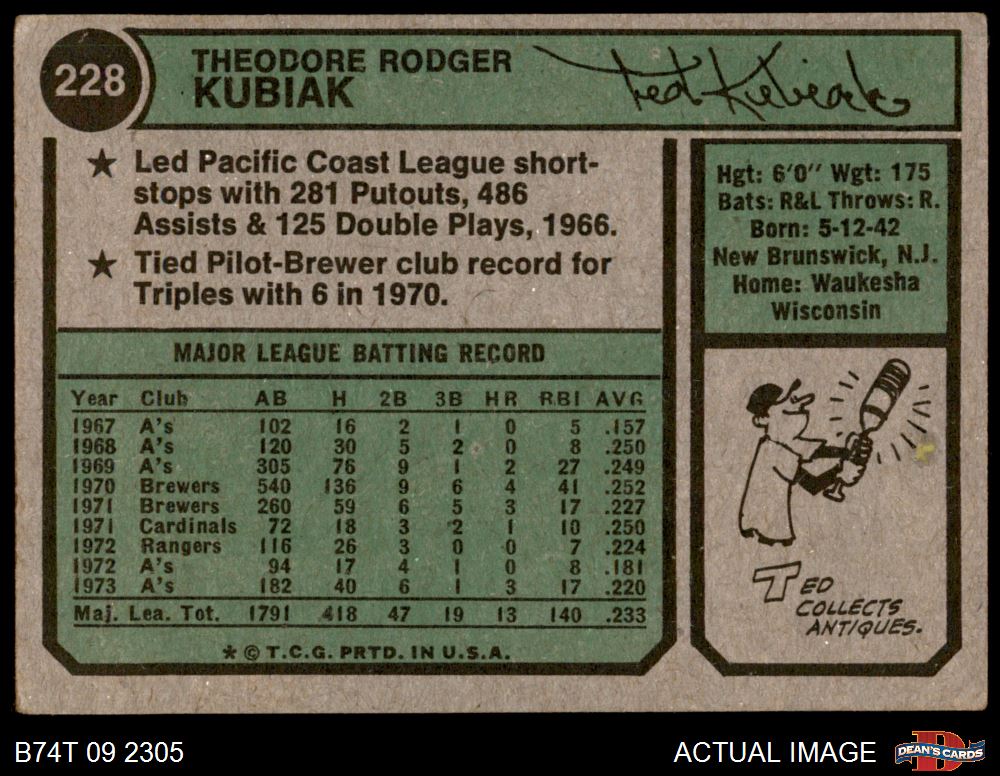 228
THEODORE RODGER
KUBIAK
Ted Kubiak
★ Led Pacific Coast League short-
stops with 281 Putouts, 486
Assists & 125 Double Plays, 1966.
★ Tied Pilot-Brewer club record for
Triples with 6 in 1970.
MAJOR LEAGUE BATTING RECORD
Year Club AB H 2B 3B HR RBI AVG
1967 A's 102 16 2 1 0 5 .157
1968 A's 120 30 5 2 0 8 .250
1969 A's 305 76 9 1 2 27 .249
1970 Brewers 540 136 9 6 4 41 .252
1971 Brewers 260 59 6 5 3 17 .227
1971 Cardinals 72 18 3 2 1 10 .250
1972 Rangers 116 26 3 0 0 7 .224
1972 A's 94 17 4 1 0 8 .181
1973 A's 182 40 6 1 3 17 .220
Maj. Lea. Tot. 1791 418 47 19 13 140 .233
* © T.C.G. PRTD. IN U.S.A.
Hgt: 6'0" Wgt: 175
Bats: R&L Throws: R.
Born: 5-12-42
New Brunswick, N.J.
Home: Waukesha
Wisconsin
TED
COLLECTS
ANTIQUES.
B74T 09 2305
ACTUAL IMAGE
DEAN'S CARDS